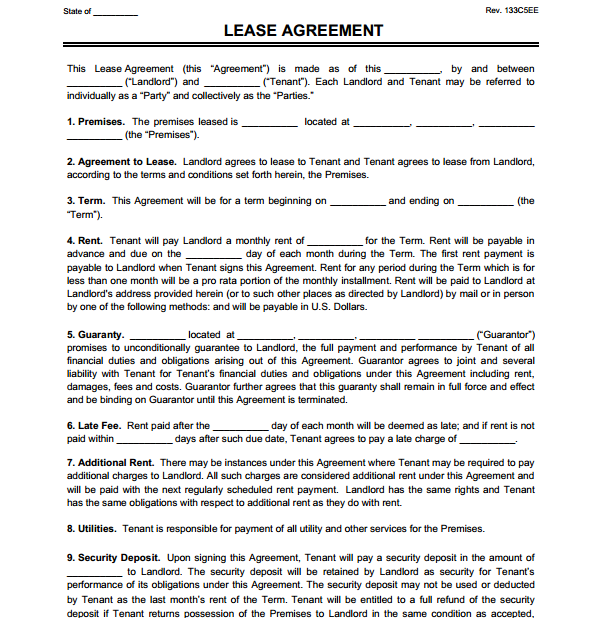 State of __________
Rev. 133C5EE
LEASE AGREEMENT
This Lease Agreement (this “Agreement”) is made as of this __________, by and between
__________ (“Landlord”) and __________ (“Tenant”). Each Landlord and Tenant may be referred to
individually as a “Party” and collectively as the “Parties.”
1. Premises. The premises leased is __________ located at __________, __________, __________
__________ (the “Premises”).
2. Agreement to Lease. Landlord agrees to lease to Tenant and Tenant agrees to lease from Landlord,
according to the terms and conditions set forth herein, the Premises.
3. Term. This Agreement will be for a term beginning on __________ and ending on __________ (the
“Term”).
4. Rent. Tenant will pay Landlord a monthly rent of __________ for the Term. Rent will be payable in
advance and due on the __________ day of each month during the Term. The first rent payment is
payable to Landlord when Tenant signs this Agreement. Rent for any period during the Term which is for
less than one month will be a pro rata portion of the monthly installment. Rent will be paid to Landlord at
Landlord's address provided herein (or to such other places as directed by Landlord) by mail or in person
by one of the following methods: and will be payable in U.S. Dollars.
5. Guaranty. __________ located at __________, __________, __________ __________ (“Guarantor”)
promises to unconditionally guarantee to Landlord, the full payment and performance by Tenant of all
financial duties and obligations arising out of this Agreement. Guarantor agrees to joint and several
liability with Tenant for Tenant’s financial duties and obligations under this Agreement including rent,
damages, fees and costs. Guarantor further agrees that this guaranty shall remain in full force and effect
and be binding on Guarantor until this Agreement is terminated.
6. Late Fee. Rent paid after the __________ day of each month will be deemed as late; and if rent is not
paid within __________ days after such due date, Tenant agrees to pay a late charge of __________.
7. Additional Rent. There may be instances under this Agreement where Tenant may be required to pay
additional charges to Landlord. All such charges are considered additional rent under this Agreement and
will be paid with the next regularly scheduled rent payment. Landlord has the same rights and Tenant
has the same obligations with respect to additional rent as they do with rent.
8. Utilities. Tenant is responsible for payment of all utility and other services for the Premises.
9. Security Deposit. Upon signing this Agreement, Tenant will pay a security deposit in the amount of
__________ to Landlord. The security deposit will be retained by Landlord as security for Tenant’s
performance of its obligations under this Agreement. The security deposit may not be used or deducted
by Tenant as the last month’s rent of the Term. Tenant will be entitled to a full refund of the security
deposit if Tenant returns possession of the Premises to Landlord in the same condition as accepted,